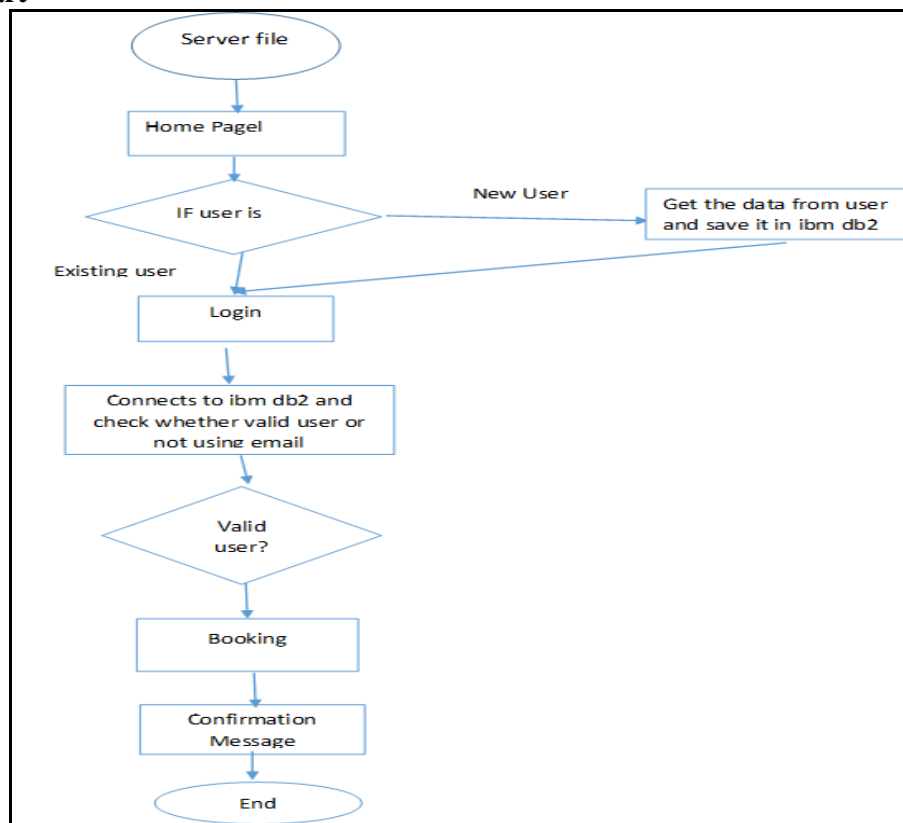 Server file
Home Pagel
IF user is
New User
Get the data from user
and save it in ibm db2
Existing user
Login
Connects to ibm db2 and
check whether valid user or
not using email
Valid
user?
Booking
Confirmation
Message
End